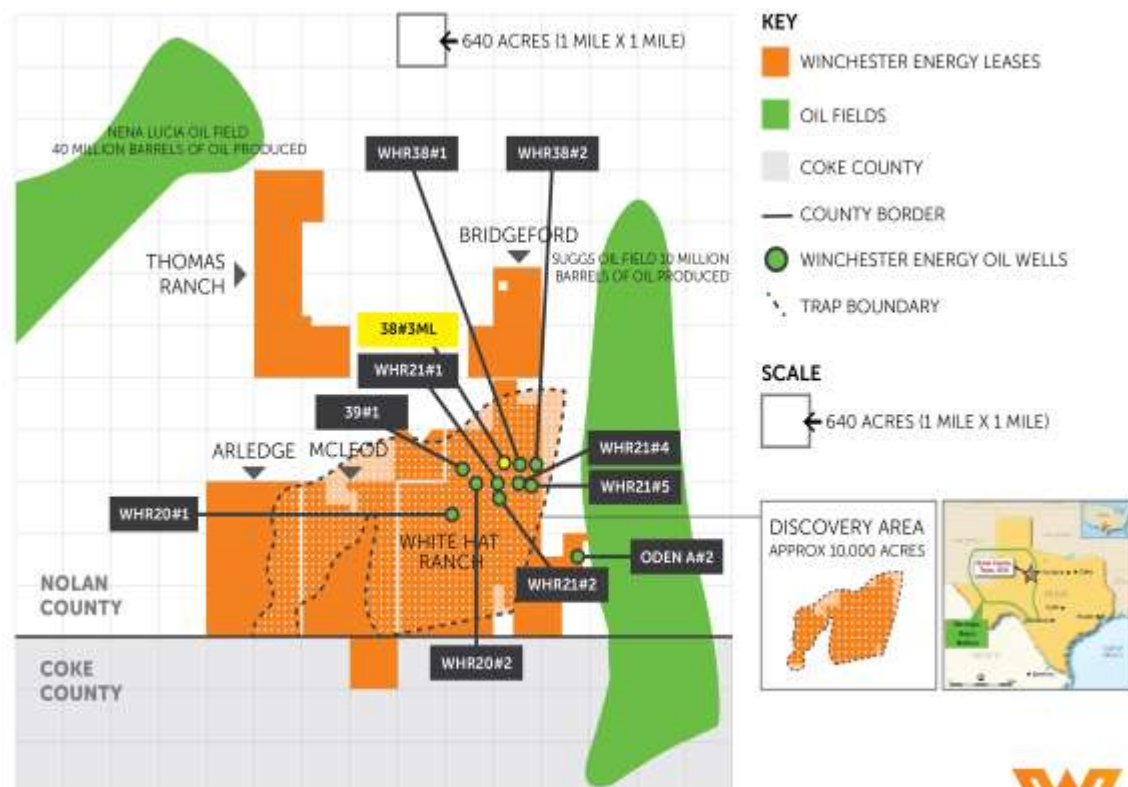 640 ACRES (1 MILE X 1 MILE)
NENA LUCIA OIL FIELD
40 MILLION BARRELS OF OIL PRODUCED
WHR38#1
WHR38#2
BRIDGEFORD
THOMAS
RANCH
SUGGS OIL FIELD 10 MILLION
BARRELS OF OIL PRODUCED
38#3ML
WHR21#1
39#1
ARLEDGE
MCLEOD
WHR21#4
WHR21#5
WHR20#1
WHITE HAT
RANCH
ODEN A#2
WHR21#2
NOLAN
COUNTY
WHR20#2
COKE
COUNTY
KEY
WINCHESTER ENERGY LEASES
OIL FIELDS
COKE COUNTY
COUNTY BORDER
WINCHESTER ENERGY OIL WELLS
TRAP BOUNDARY
SCALE
640 ACRES (1 MILE X 1 MILE)
DISCOVERY AREA
APPROX 10,000 ACRES